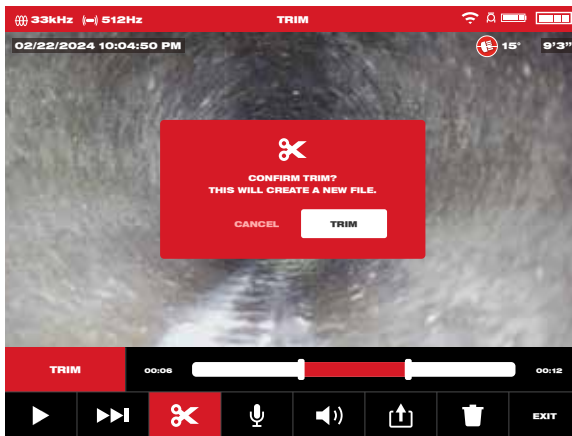 33kHz 512Hz TRIM
02/22/2024 10:04:50 PM 15° 9'3"
CONFIRM TRIM?
THIS WILL CREATE A NEW FILE.
CANCEL TRIM
TRIM 00:06 00:12
EXIT